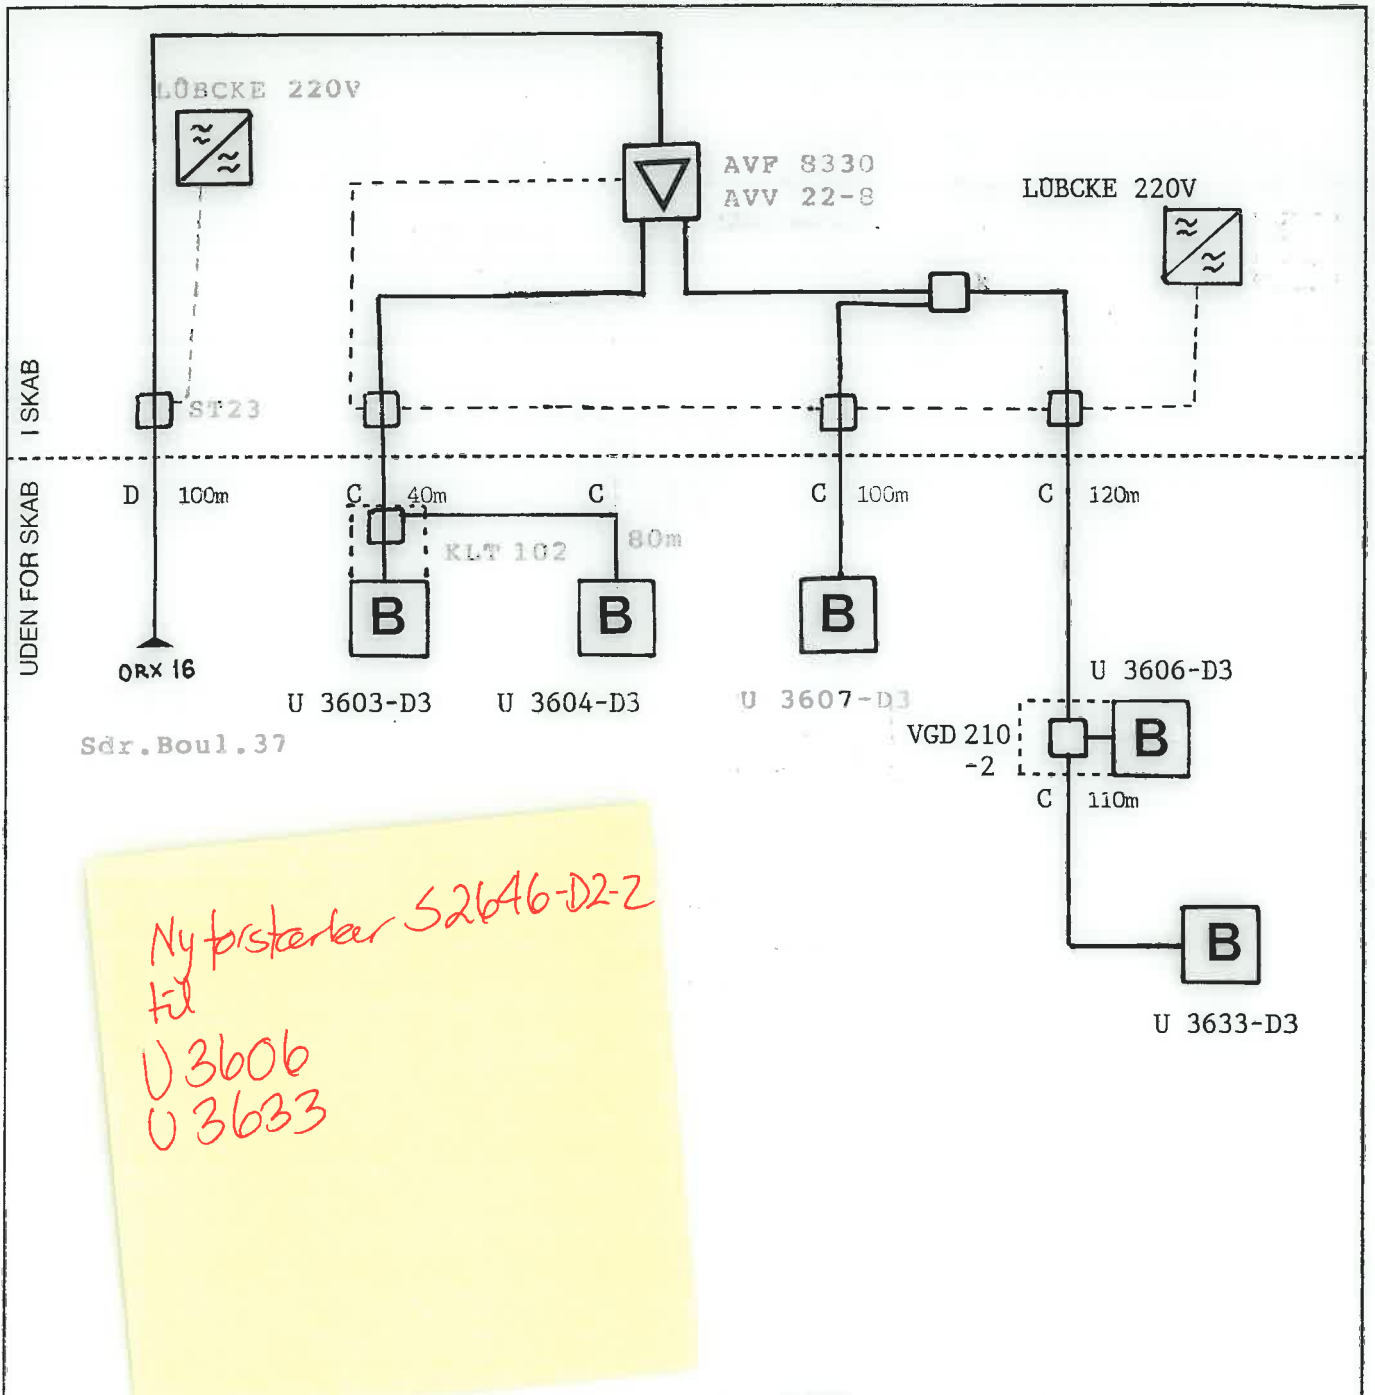 LÜBCKE 220V
AVF 8330
AVV 22-8
LÜBCKE 220V
I SKAB
ST23
UDEN FOR SKAB
D 100m
C 40m
C
C 100m
C 120m
KLT 102
80m
B
B
B
ORX 16
U 3603-D3
U 3604-D3
U 3607-D3
U 3606-D3
Sdr.Boul.37
VGD 210
-2
B
C 110m
B
U 3633-D3
Ny forstærker S2646-D2-2
til
U 3606
U 3633